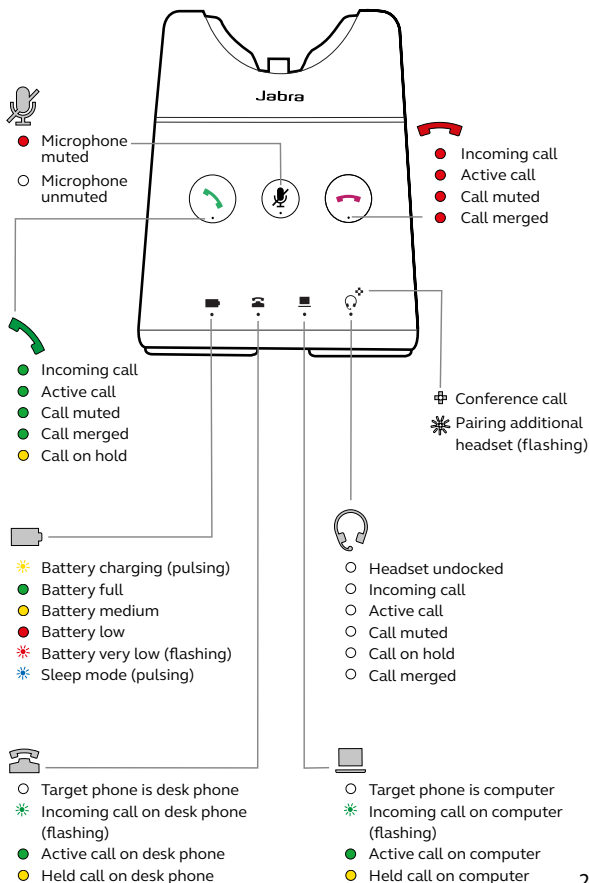 Jabra
Microphone
muted
Microphone
unmuted
Incoming call
Active call
Call muted
Call merged
Incoming call
Active call
Call muted
Call merged
Call on hold
Conference call
Pairing additional
headset (flashing)
Battery charging (pulsing)
Battery full
Battery medium
Battery low
Battery very low (flashing)
Sleep mode (pulsing)
Headset undocked
Incoming call
Active call
Call muted
Call on hold
Call merged
Target phone is desk phone
Incoming call on desk phone
(flashing)
Active call on desk phone
Held call on desk phone
Target phone is computer
Incoming call on computer
(flashing)
Active call on computer
Held call on computer